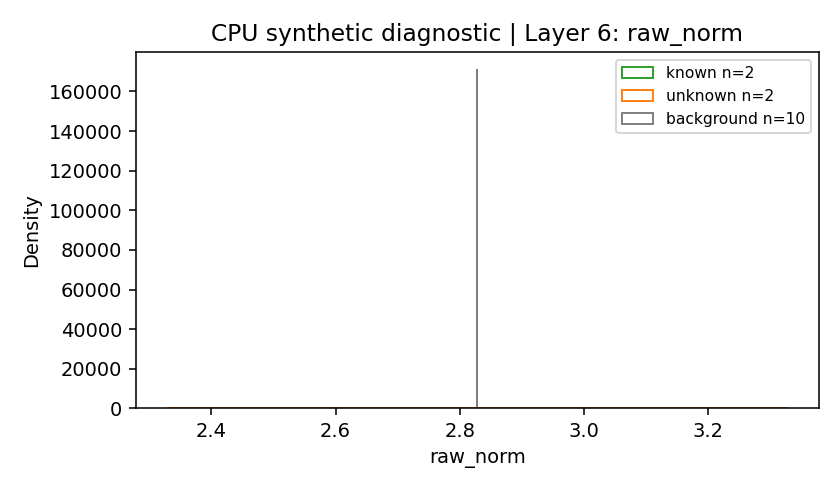 CPU synthetic diagnostic | Layer 6: raw_norm
known n=2
unknown n=2
background n=10
Density
160000
140000
120000
100000
80000
60000
40000
20000
0
2.4 2.6 2.8 3.0 3.2
raw_norm